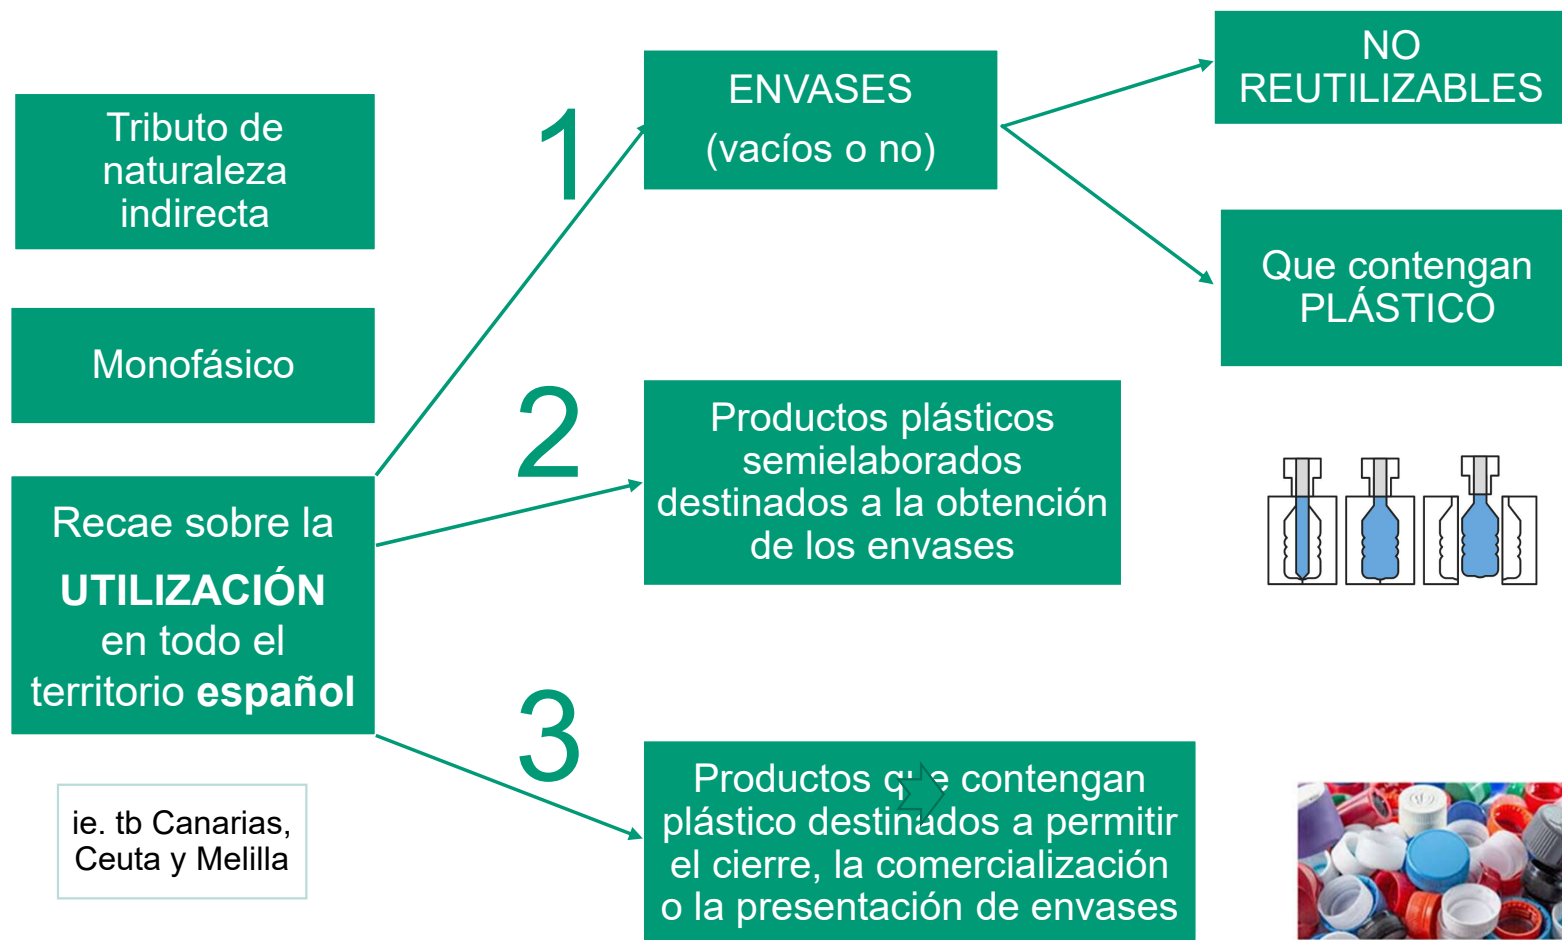 Tributo de
naturaleza
indirecta
Monofásico
Recae sobre la
UTILIZACIÓN
en todo el
territorio español
ie. tb Canarias,
Ceuta y Melilla
1
ENVASES
(vacíos o no)
NO
REUTILIZABLES
Que contengan
PLÁSTICO
2
Productos plásticos
semielaborados
destinados a la obtención
de los envases
3
Productos que contengan
plástico destinados a permitir
el cierre, la comercialización
o la presentación de envases